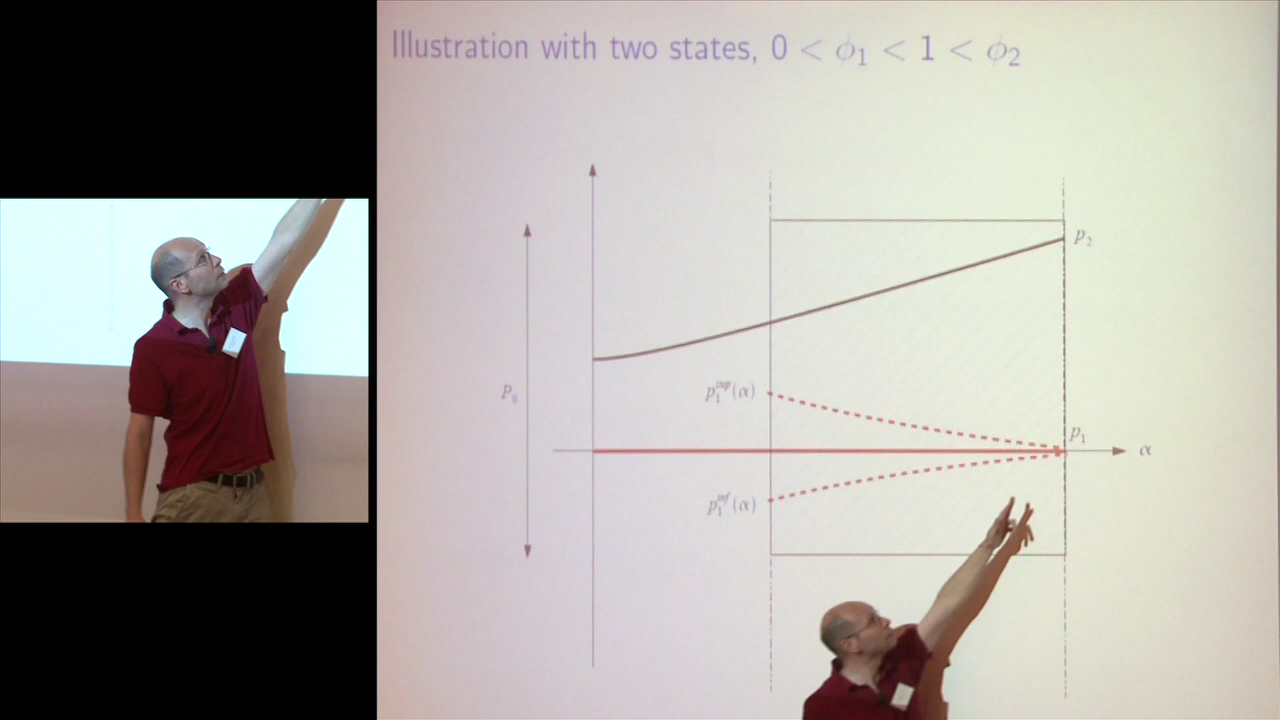 Illustration with two states, 0 < ϕ₁ < 1 < ϕ₂
p₂
P₀
p₁^sup(α)
p₁
α
p₁^inf(α)